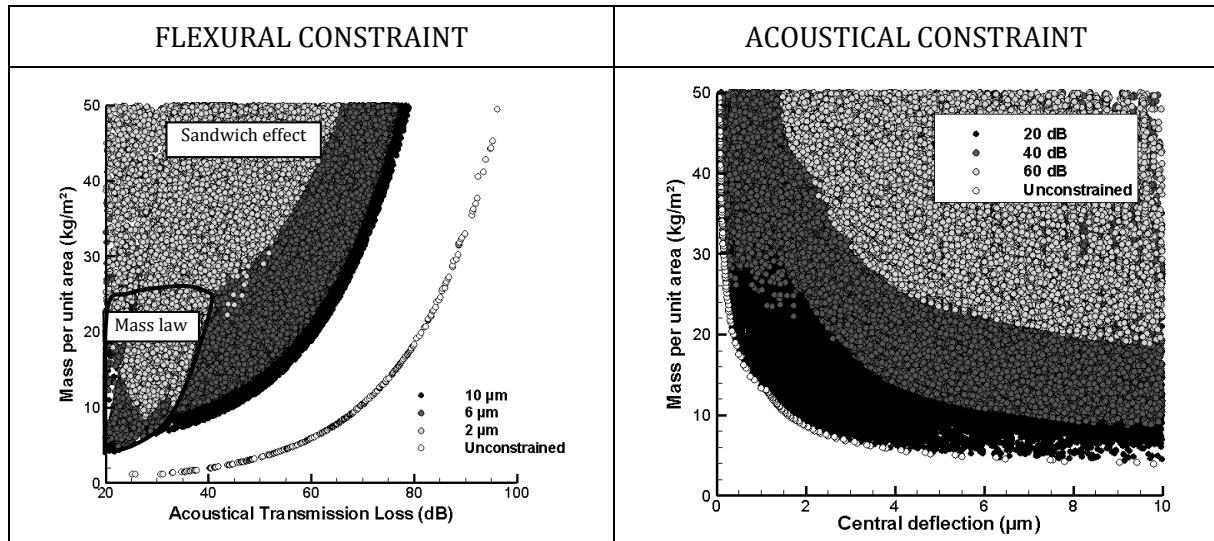 FLEXURAL CONSTRAINT
ACOUSTICAL CONSTRAINT
Mass per unit area (kg/m²)
50
40
30
20
10
0
Sandwich effect
Mass law
10 µm
6 µm
2 µm
Unconstrained
20 40 60 80 100
Acoustical Transmission Loss (dB)
Mass per unit area (kg/m²)
50
40
30
20
10
0
20 dB
40 dB
60 dB
Unconstrained
0 2 4 6 8 10
Central deflection (µm)